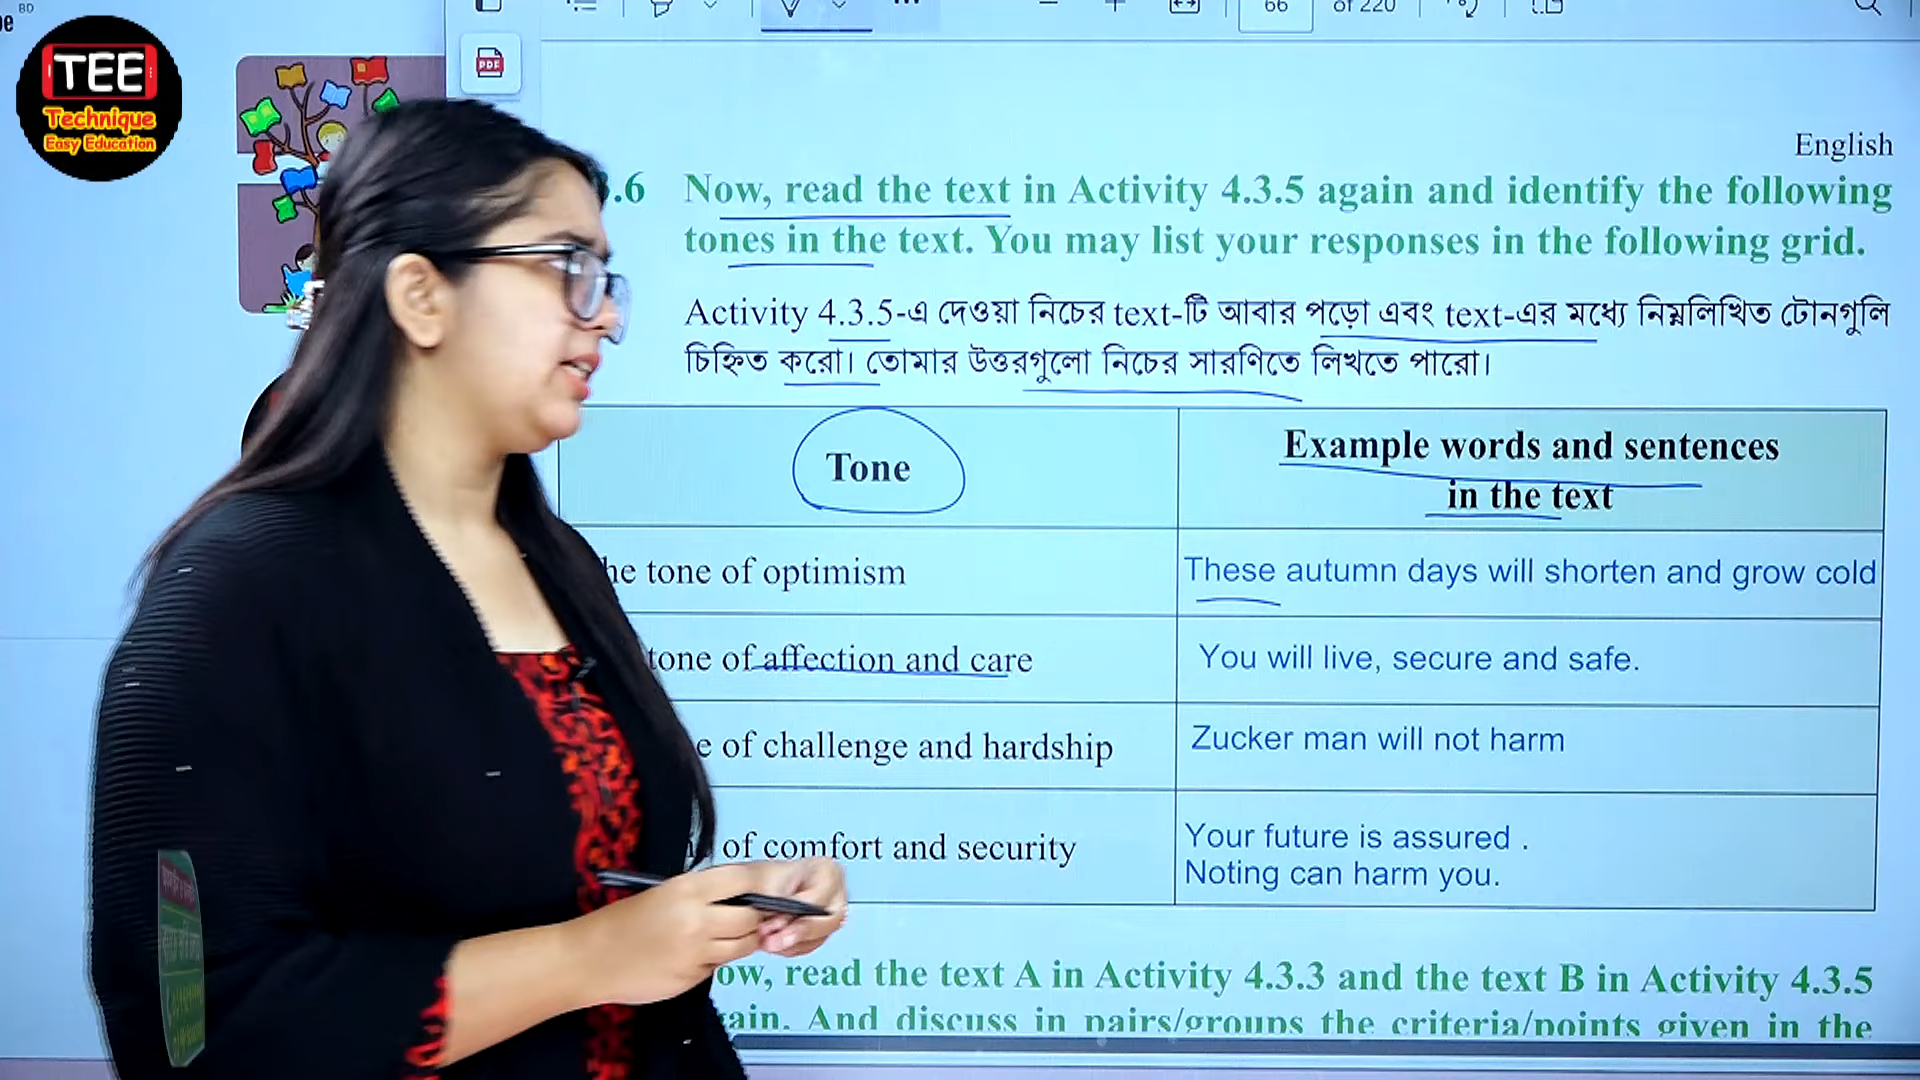 BD
TEE
Technique
Easy Education
66 of 220
PDF
English
.6 Now, read the text in Activity 4.3.5 again and identify the following
tones in the text. You may list your responses in the following grid.
Activity 4.3.5-এ দেওয়া নিচের text-টি আবার পড়ো এবং text-এর মধ্যে নিম্নলিখিত টোনগুলি
চিহ্নিত করো। তোমার উত্তরগুলো নিচের সারণিতে লিখতে পারো।
Tone
Example words and sentences
in the text
he tone of optimism
These autumn days will shorten and grow cold
tone of affection and care
You will live, secure and safe.
e of challenge and hardship
Zucker man will not harm
of comfort and security
Your future is assured .
Noting can harm you.
ow, read the text A in Activity 4.3.3 and the text B in Activity 4.3.5
ain. And discuss in pairs/groups the criteria/points given in the